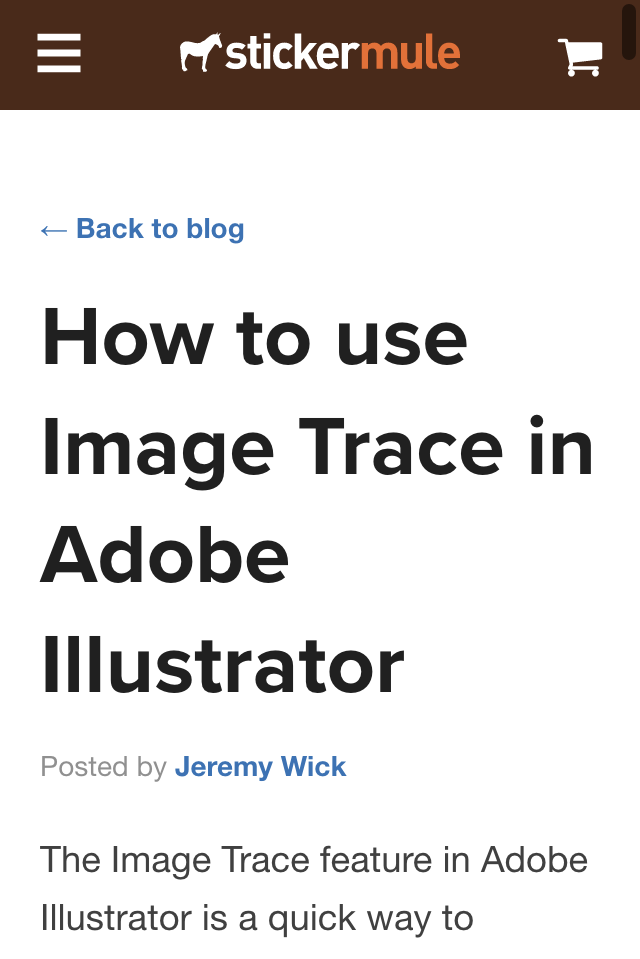 stickermule
← Back to blog
How to use
Image Trace in
Adobe
Illustrator
Posted by Jeremy Wick
The Image Trace feature in Adobe
Illustrator is a quick way to